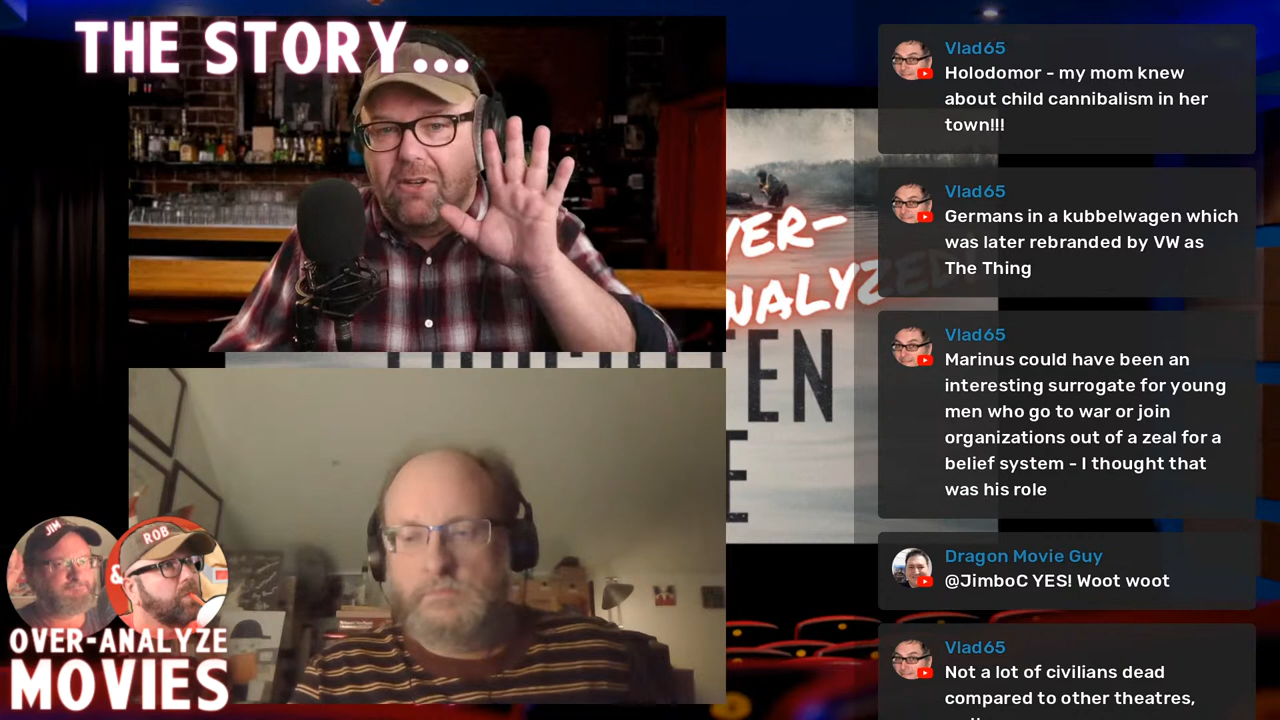 THE STORY...
VER-
NALYZED!
TEN
E
JIM
ROB
&
OVER-ANALYZE
MOVIES
Vlad65
Holodomor - my mom knew
about child cannibalism in her
town!!!
Vlad65
Germans in a kubbelwagen which
was later rebranded by VW as
The Thing
Vlad65
Marinus could have been an
interesting surrogate for young
men who go to war or join
organizations out of a zeal for a
belief system - I thought that
was his role
Dragon Movie Guy
@JimboC YES! Woot woot
Vlad65
Not a lot of civilians dead
compared to other theatres,